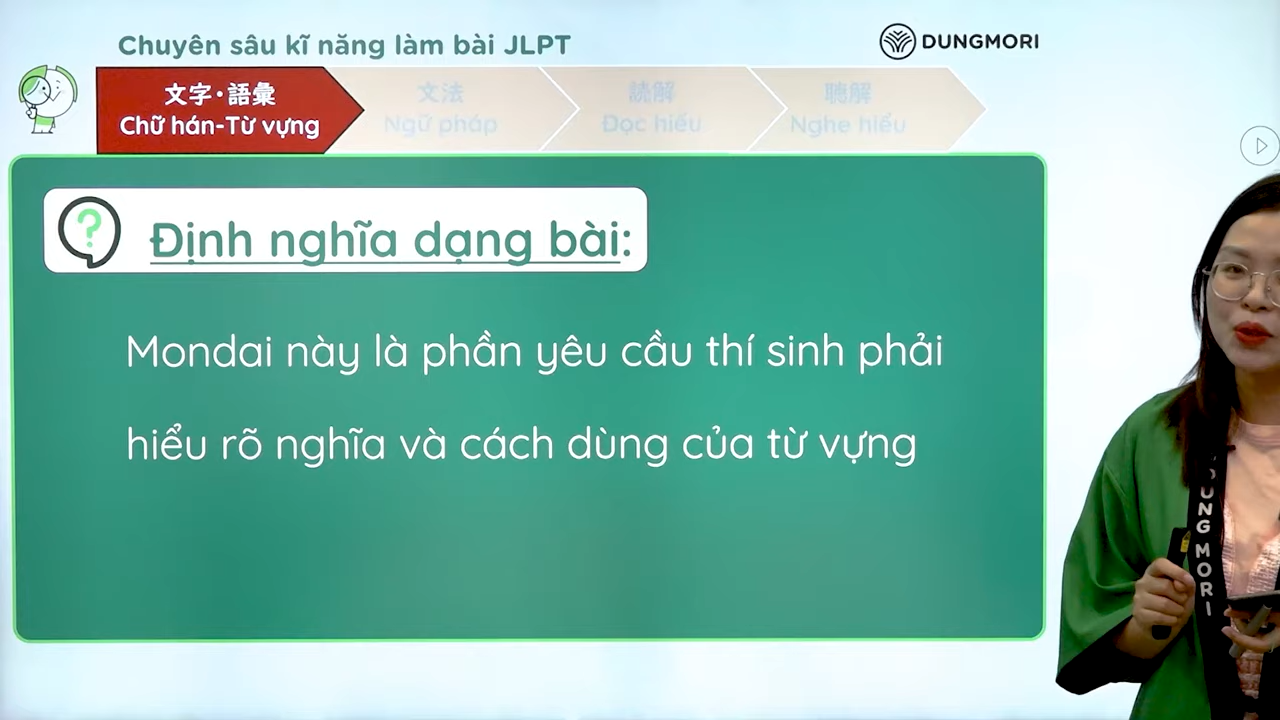 Chuyên sâu kĩ năng làm bài JLPT
DUNGMORI
文字・語彙
Chữ hán-Từ vựng
文法
Ngữ pháp
読解
Đọc hiểu
聴解
Nghe hiểu
Định nghĩa dạng bài:
Mondai này là phần yêu cầu thí sinh phải
hiểu rõ nghĩa và cách dùng của từ vựng
DUNG MORI